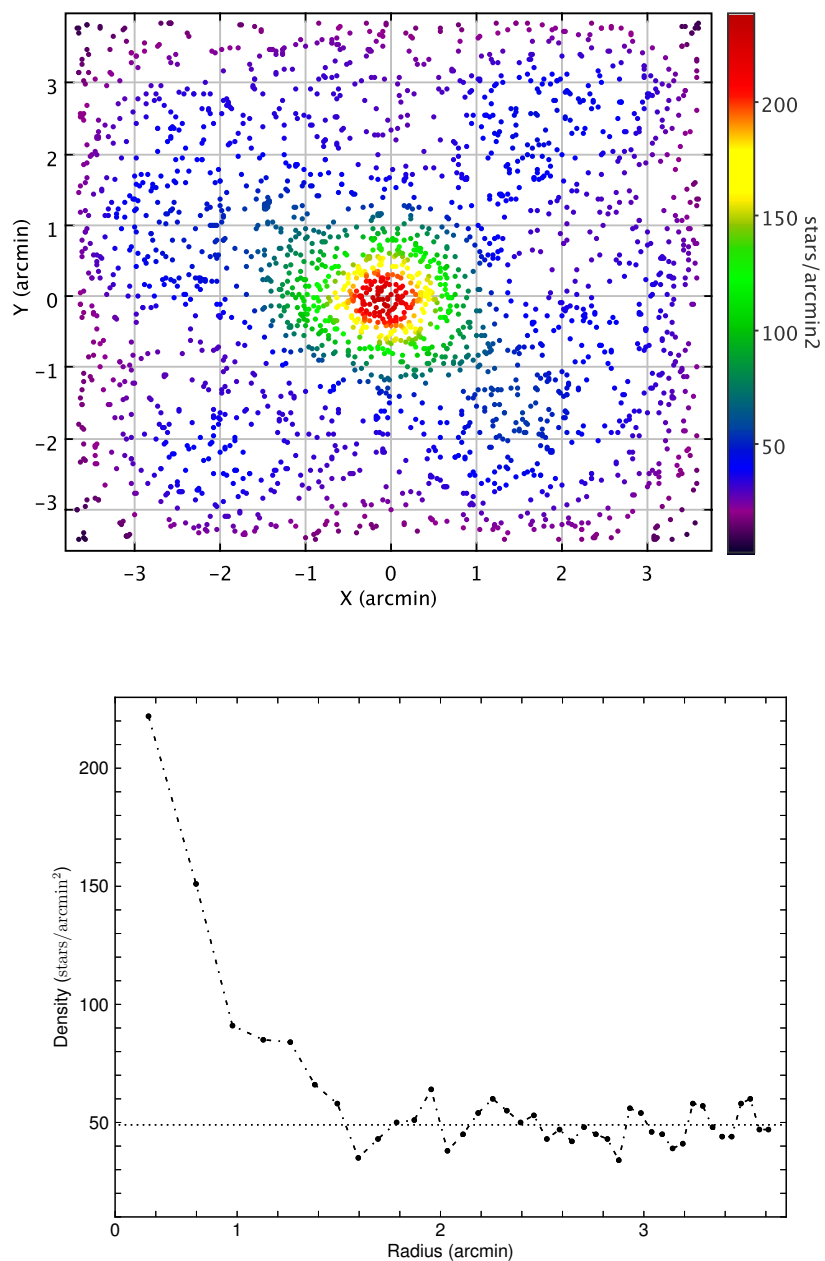 3
2
1
0
−1
−2
−3
Y (arcmin)
−3 −2 −1 0 1 2 3
X (arcmin)
200
150
100
50
stars/arcmin2
200
150
100
50
Density (stars/arcmin²)
0 1 2 3
Radius (arcmin)